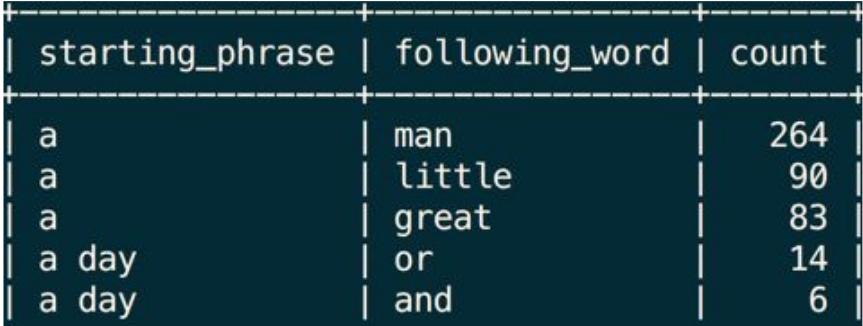 | starting_phrase | following_word | count |
| a | man | 264 |
| a | little | 90 |
| a | great | 83 |
| a day | or | 14 |
| a day | and | 6 |